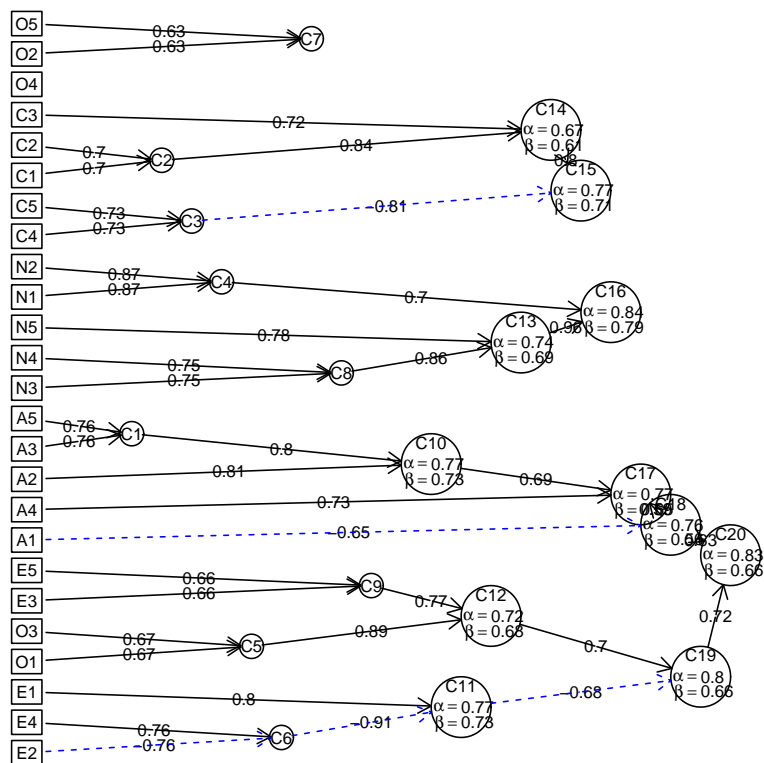 O5
0.63
O2
0.63
C7
O4
C3
0.72
C14
α = 0.67
β = 0.61
C2
0.7
C1
0.7
C2
0.84
C15
α = 0.77
β = 0.71
C5
0.73
C4
0.73
C3
−0.81
N2
0.87
N1
0.87
C4
0.7
C16
α = 0.84
β = 0.79
N5
0.78
C13
α = 0.74
β = 0.69
N4
0.75
N3
0.75
C8
0.86
A5
0.76
A3
0.76
C1
0.8
C10
α = 0.77
β = 0.73
A2
0.81
0.69
C17
α = 0.77
A4
0.73
A1
−0.65
α = 0.76
C20
α = 0.83
β = 0.66
E5
0.66
E3
0.66
C9
0.77
C12
α = 0.72
β = 0.63
O3
0.67
O1
0.67
C5
0.89
0.7
0.72
C19
α = 0.8
β = 0.66
E1
0.8
C11
α = 0.77
β = 0.73
−0.68
E4
0.76
E2
−0.76
C6
−0.91